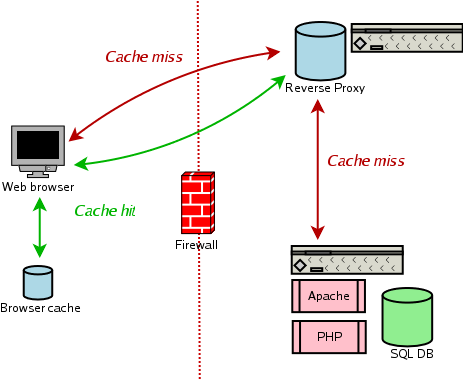 Cache miss
Reverse Proxy
Cache miss
Web browser
Cache hit
Firewall
Browser cache
Apache
PHP
SQL DB